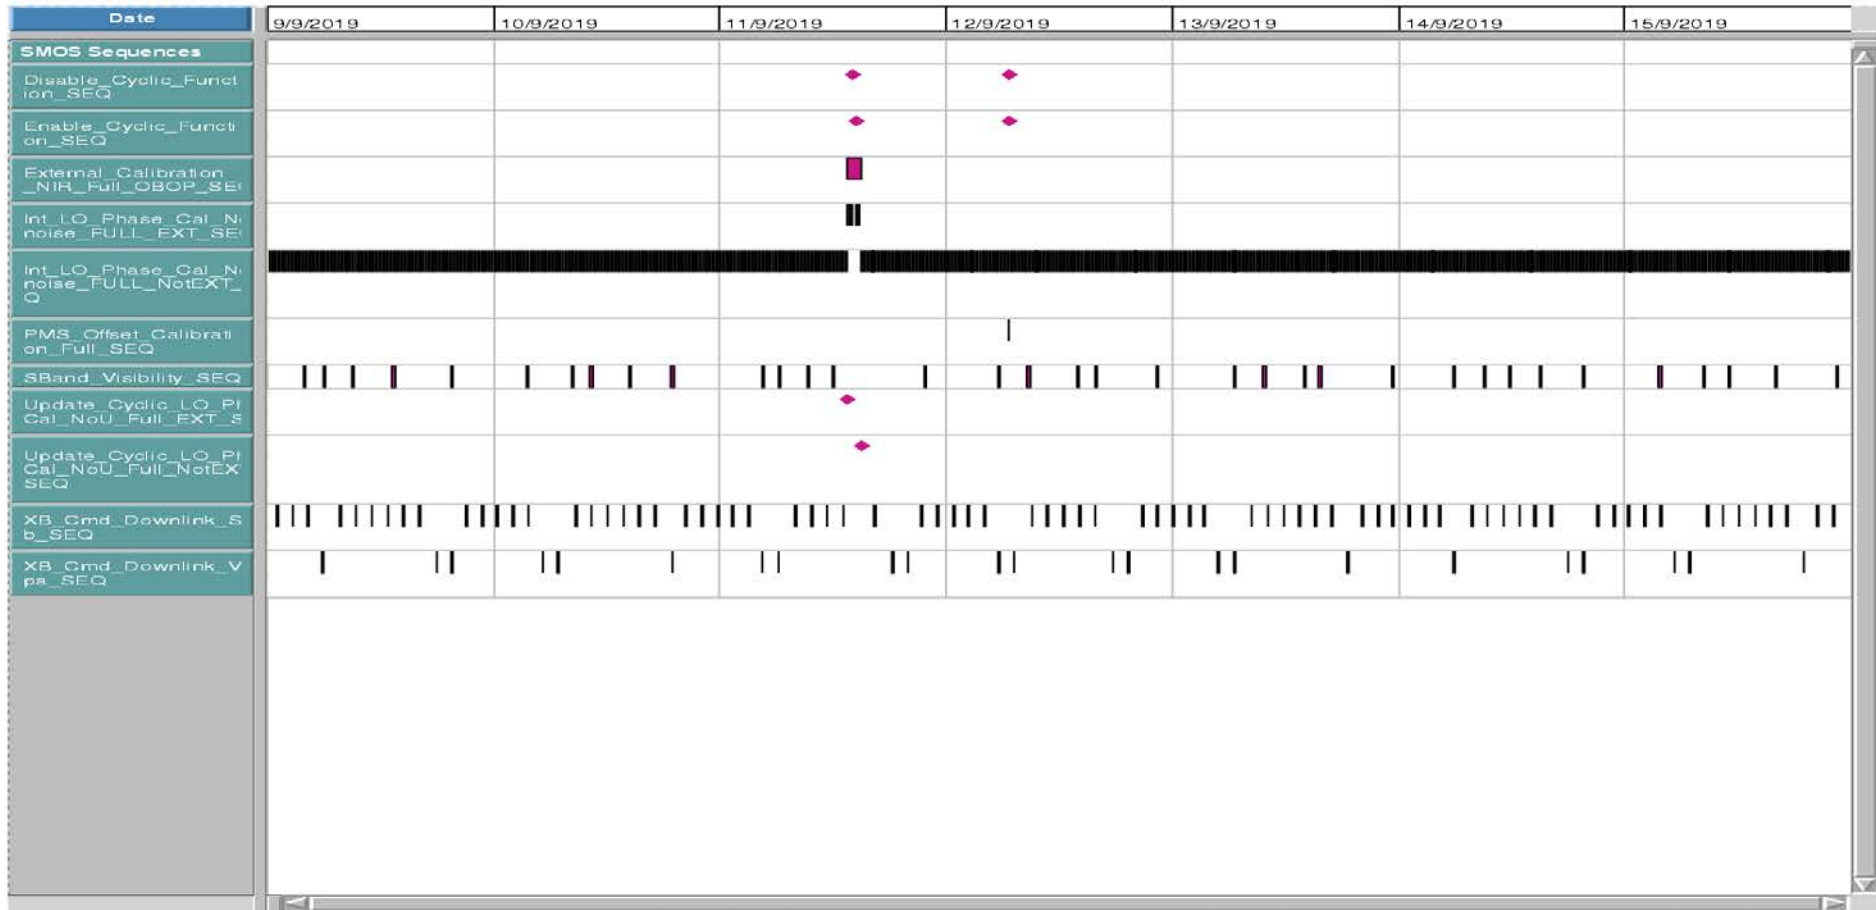 Date
9/9/2019
10/9/2019
11/9/2019
12/9/2019
13/9/2019
14/9/2019
15/9/2019
SMOS Sequences
Disable_Cyclic_Funct
ion_SEQ
Enable_Cyclic_Functi
on_SEQ
External_Calibration
_NIR_Full_OBOP_SE
Int_LO_Phase_Cal_N
noise_FULL_EXT_SE
Int_LO_Phase_Cal_N
noise_FULL_NotEXT_
Q
PMS_Offset_Calibrati
on_Full_SEQ
SBand_Visibility_SEQ
Update_Cyclic_LO_P
Cal_NoU_Full_EXT_S
Update_Cyclic_LO_P
Cal_NoU_Full_NotEX
SEQ
XB_Cmd_Downlink_S
b_SEQ
XB_Cmd_Downlink_V
pa_SEQ